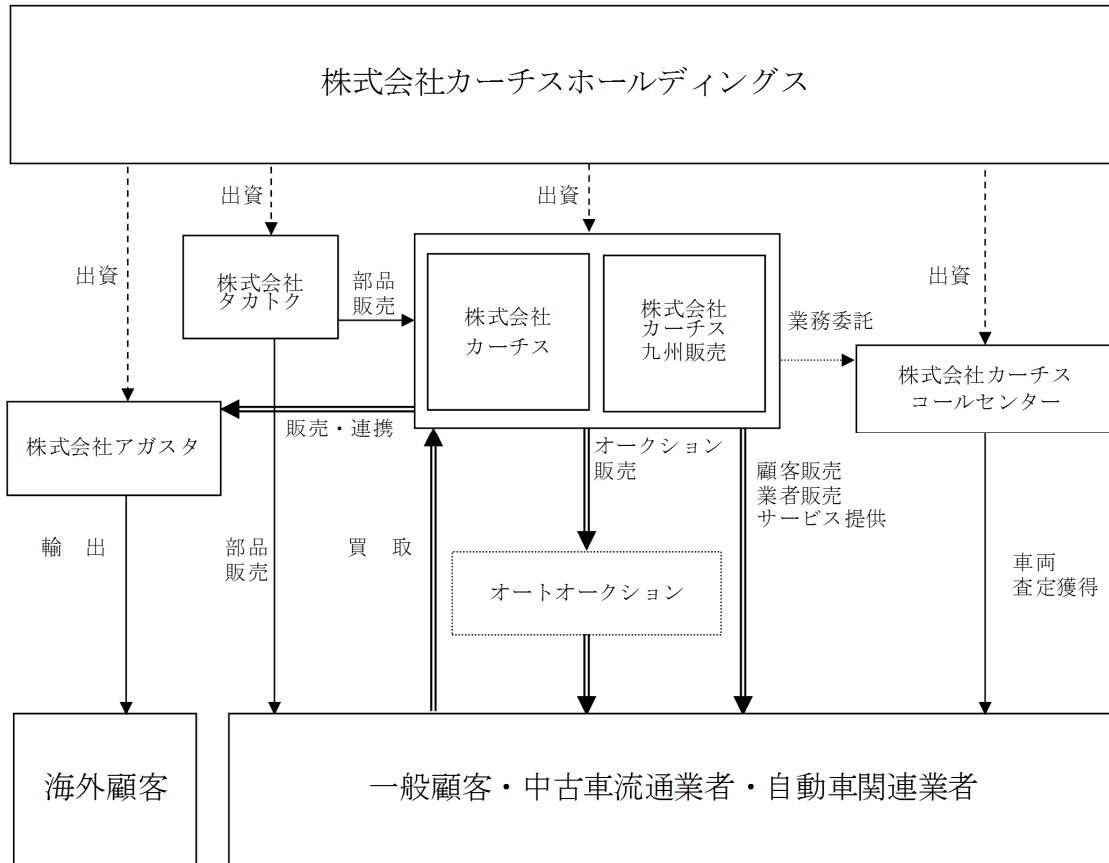 株式会社カーチスホールディングス
出資
出資
出資
出資
株式会社
タカトク
部品
販売
株式会社
カーチス
株式会社
カーチス
九州販売
業務委託
株式会社カーチス
コールセンター
株式会社アガスタ
販売・連携
オークション
販売
顧客販売
業者販売
サービス提供
輸　出
部品
販売
買　取
オートオークション
車両
査定獲得
海外顧客
一般顧客・中古車流通業者・自動車関連業者